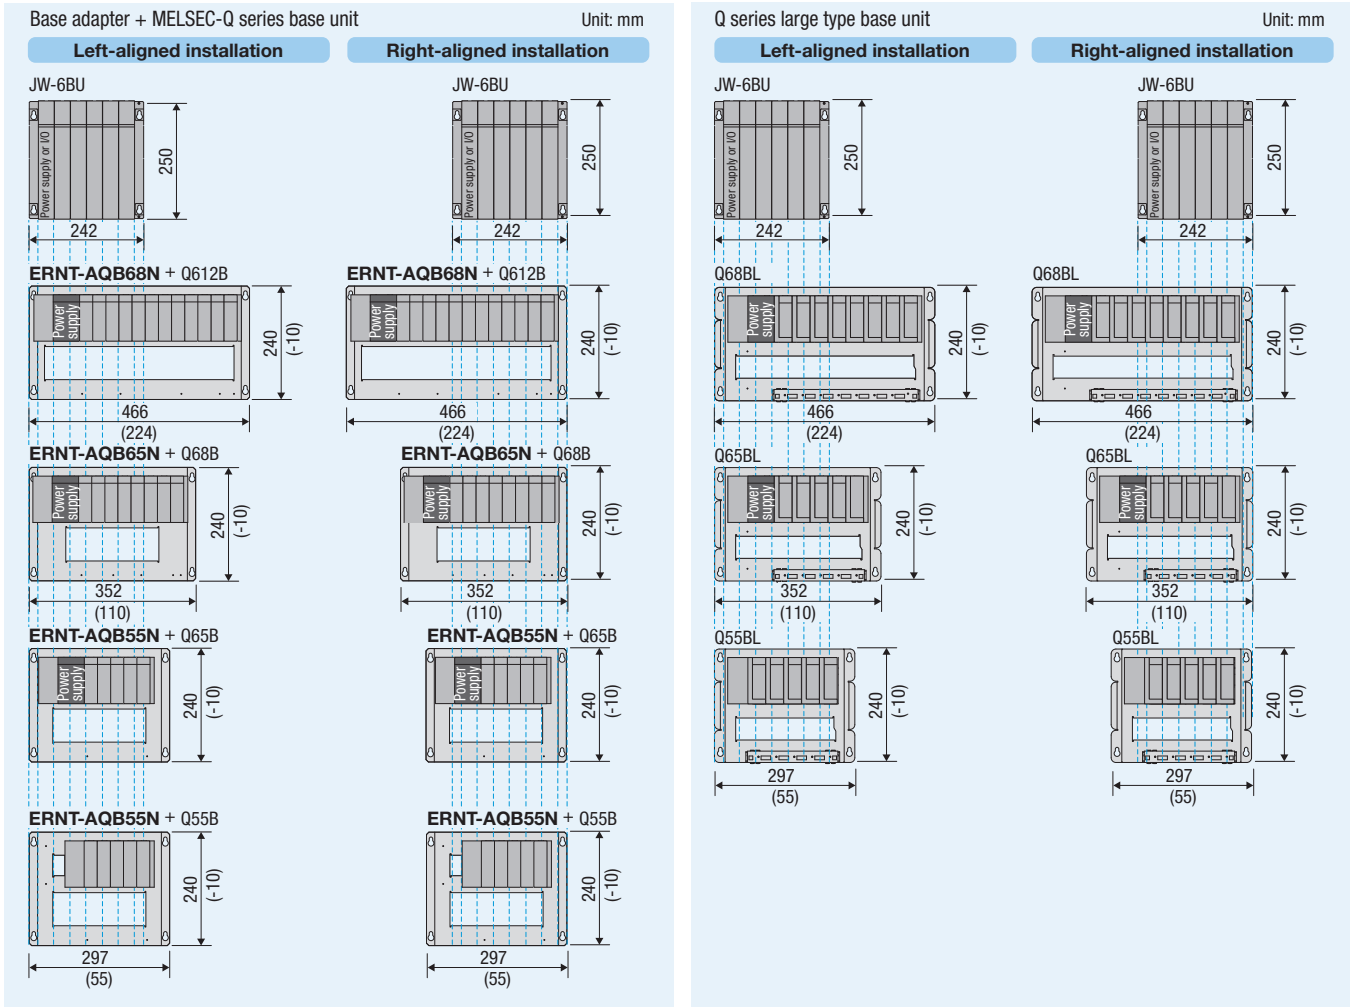 Base adapter + MELSEC-Q series base unit
Unit: mm
Left-aligned installation
Right-aligned installation
JW-6BU
Power supply or I/O
250
242
JW-6BU
Power supply or I/O
250
242
ERNT-AQB68N + Q612B
Power supply
240
(-10)
466
(224)
ERNT-AQB68N + Q612B
Power supply
240
(-10)
466
(224)
ERNT-AQB65N + Q68B
Power supply
240
(-10)
352
(110)
ERNT-AQB65N + Q68B
Power supply
240
(-10)
352
(110)
ERNT-AQB55N + Q65B
Power supply
240
(-10)
ERNT-AQB55N + Q65B
Power supply
240
(-10)
ERNT-AQB55N + Q55B
240
(-10)
297
(55)
ERNT-AQB55N + Q55B
240
(-10)
297
(55)
Q series large type base unit
Unit: mm
Left-aligned installation
Right-aligned installation
JW-6BU
Power supply or I/O
250
242
JW-6BU
Power supply or I/O
250
242
Q68BL
Power supply
240
(-10)
466
(224)
Q68BL
Power supply
240
(-10)
466
(224)
Q65BL
Power supply
240
(-10)
352
(110)
Q65BL
Power supply
240
(-10)
352
(110)
Q55BL
240
(-10)
297
(55)
Q55BL
240
(-10)
297
(55)